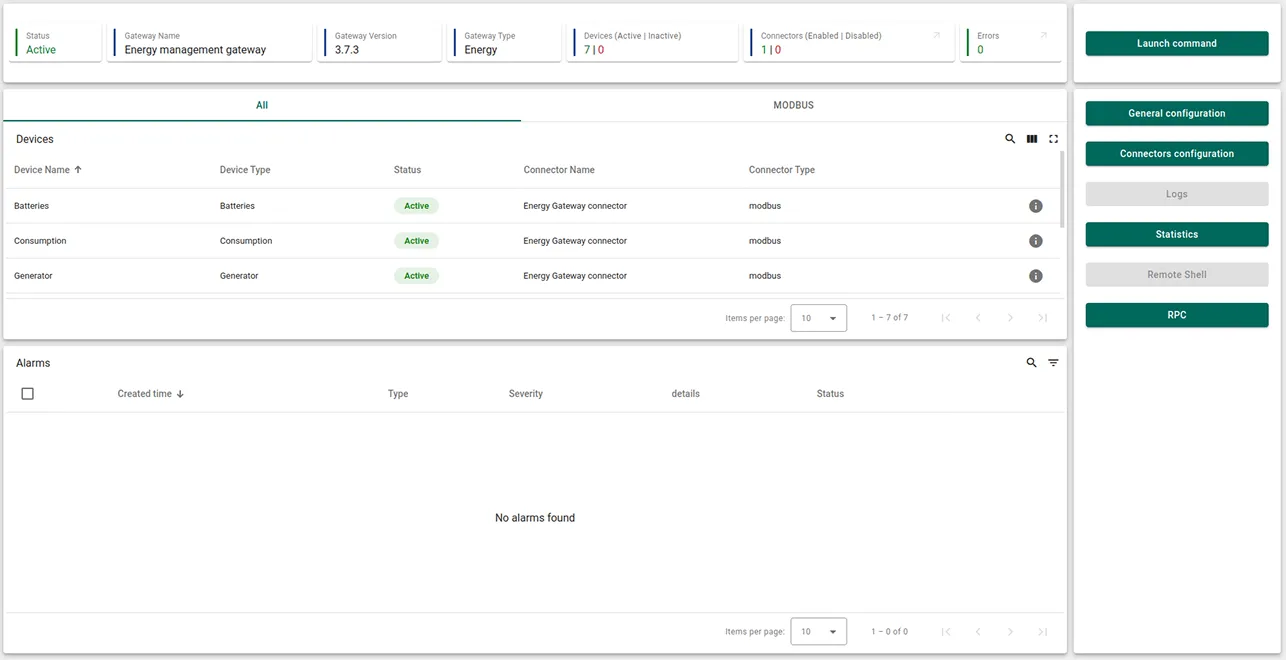 Status
Active
Gateway Name
Energy management gateway
Gateway Version
3.7.3
Gateway Type
Energy
Devices (Active | Inactive)
7 | 0
Connectors (Enabled | Disabled)
1 | 0
Errors
0
Launch command
All
MODBUS
Devices
Device Name Device Type Status Connector Name Connector Type
Batteries Batteries Active Energy Gateway connector modbus
Consumption Consumption Active Energy Gateway connector modbus
Generator Generator Active Energy Gateway connector modbus
Items per page: 10 1 – 7 of 7
Alarms
Created time Type Severity details Status
No alarms found
Items per page: 10 1 – 0 of 0
General configuration
Connectors configuration
Logs
Statistics
Remote Shell
RPC